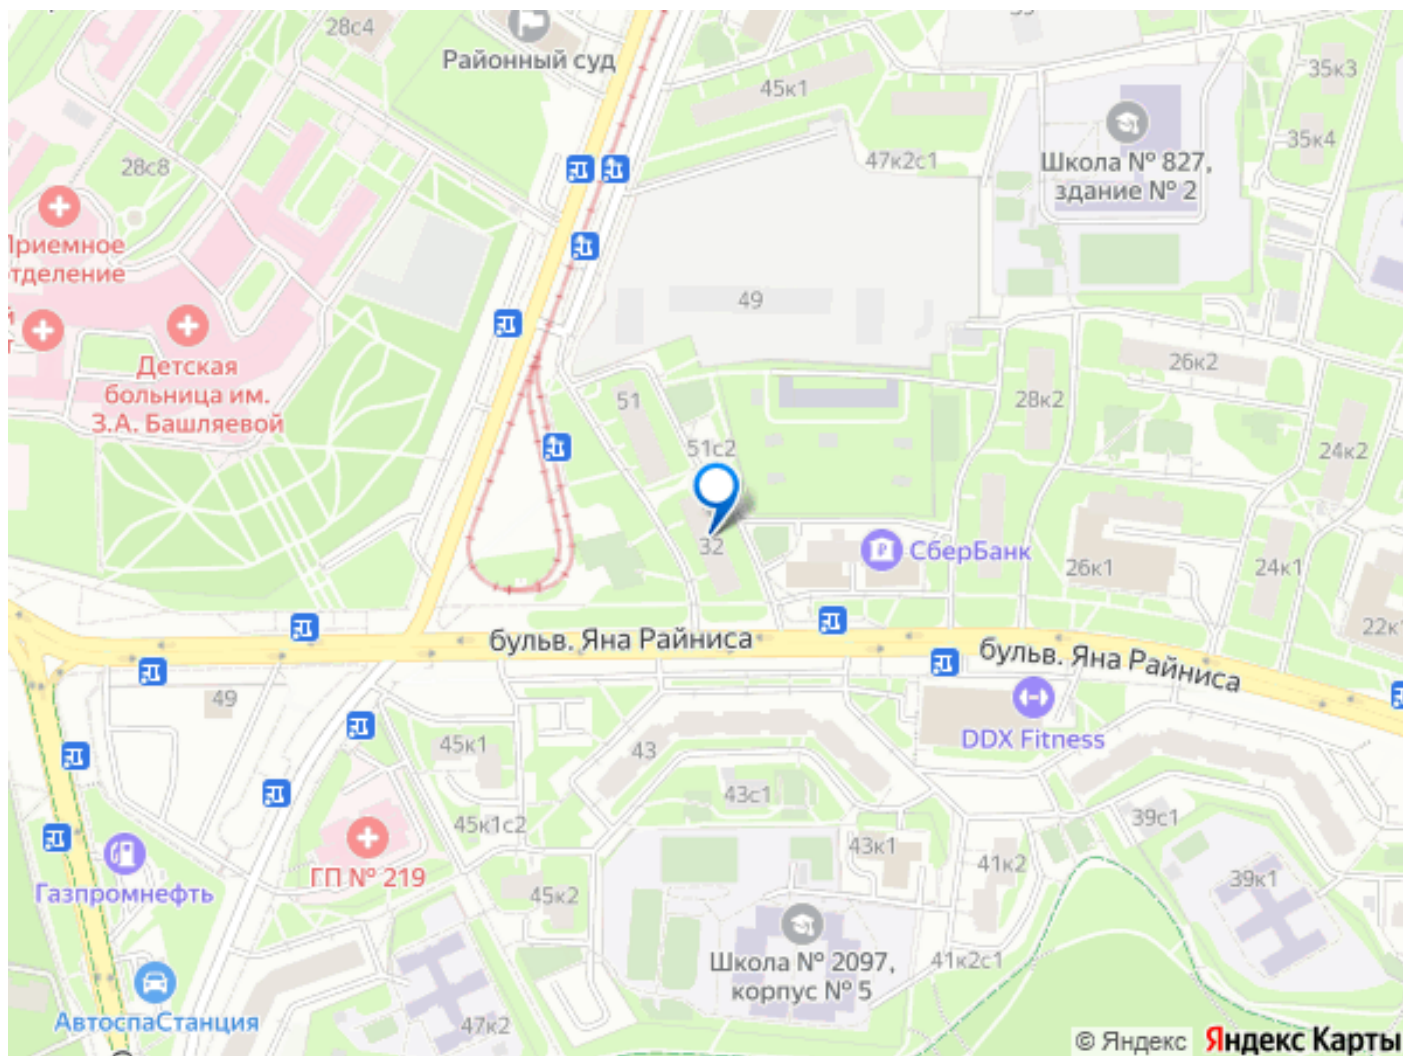 28с4
Районный суд
45к1
35к3
35к4
28с8
47к2с1
Школа № 827,
здание № 2
Приемное
отделение
49
Детская
больница им.
З.А. Башляевой
51
28к2
26к2
24к2
51с2
32
СберБанк
26к1
24к1
22к1
бульв. Яна Райниса
бульв. Яна Райниса
49
45к1
43
DDX Fitness
43с1
45к1с2
39с1
ГП № 219
43к1
41к2
39к1
Газпромнефть
45к2
Школа № 2097,
корпус № 5
41к2с1
АвтоспаСтанция
47к2
© Яндекс Яндекс Карты